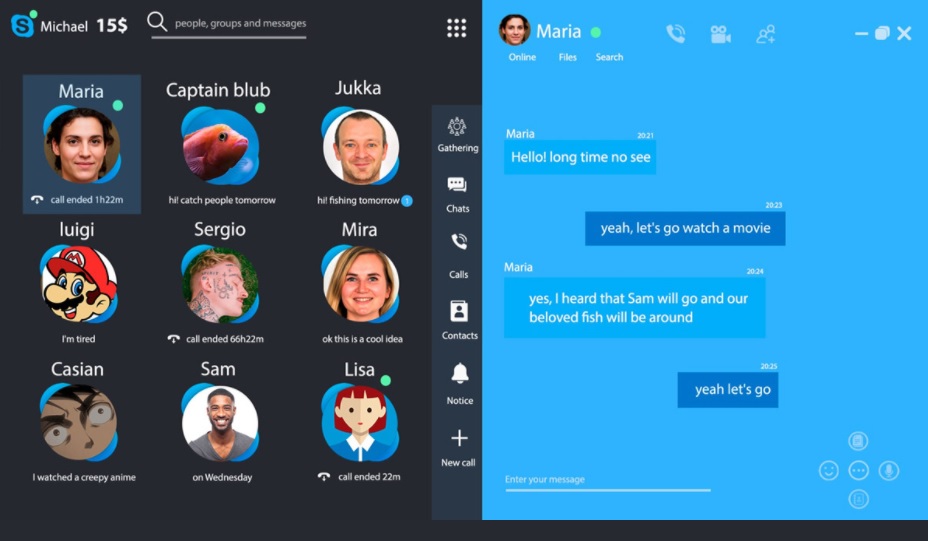 Michael 15$
people, groups and messages
Maria
call ended 1h22m
Captain blub
hi! catch people tomorrow
Jukka
hi! fishing tomorrow 1
luigi
I'm tired
Sergio
call ended 66h22m
Mira
ok this is a cool idea
Casian
I watched a creepy anime
Sam
on Wednesday
Lisa
call ended 22m
Gathering
Chats
Calls
Contacts
Notice
New call
Maria
Online Files Search
Maria 20:21
Hello! long time no see
20:23
yeah, let's go watch a movie
Maria 20:24
yes, I heard that Sam will go and our
beloved fish will be around
20:25
yeah let's go
Enter your message